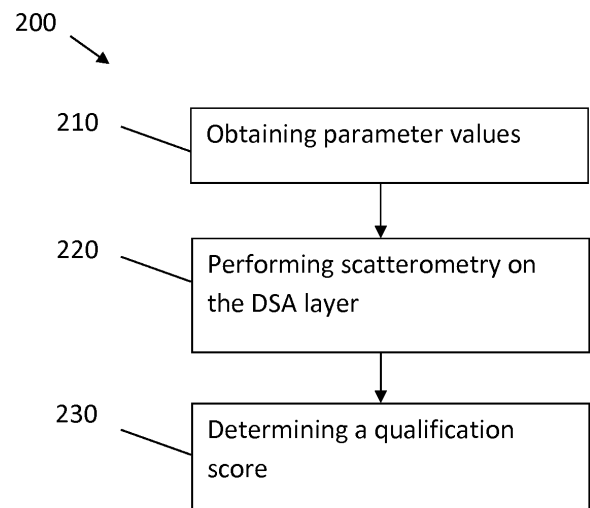 200
210
Obtaining parameter values
220
Performing scatterometry on
the DSA layer
230
Determining a qualification
score